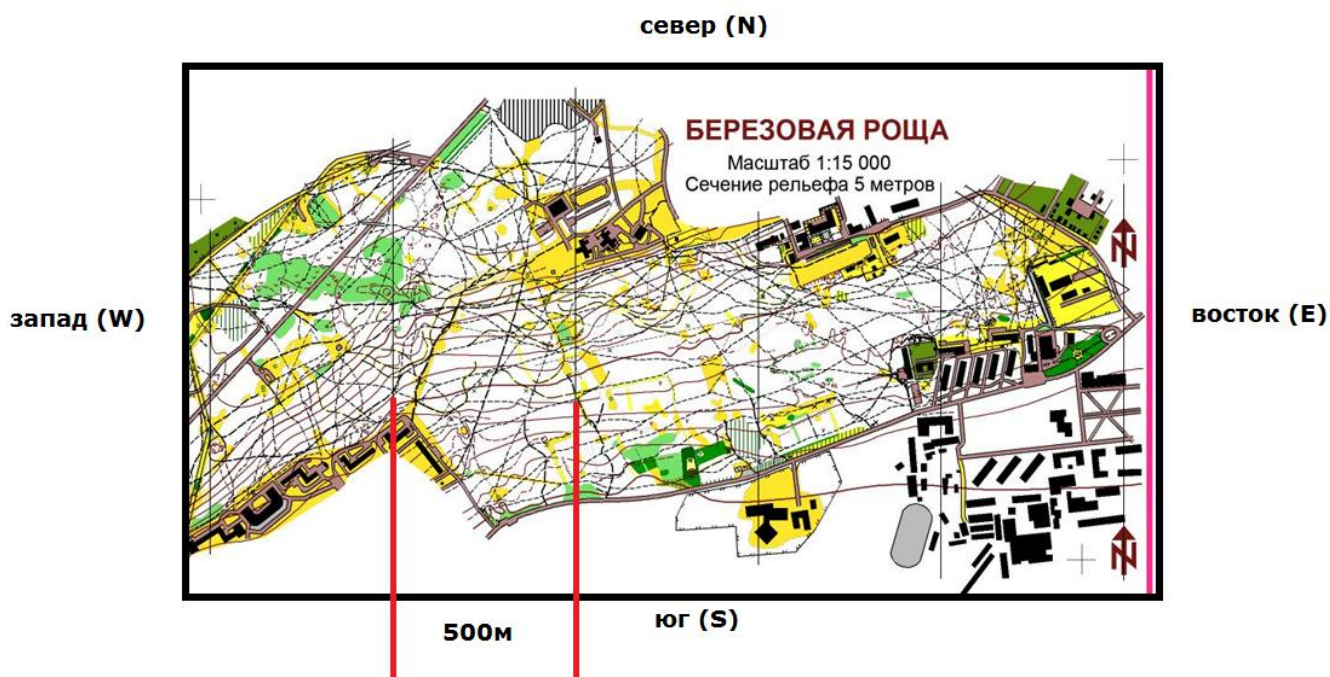 север (N)
БЕРЕЗОВАЯ РОЩА
Масштаб 1:15 000
Сечение рельефа 5 метров
запад (W)
восток (E)
N
N
500м
юг (S)